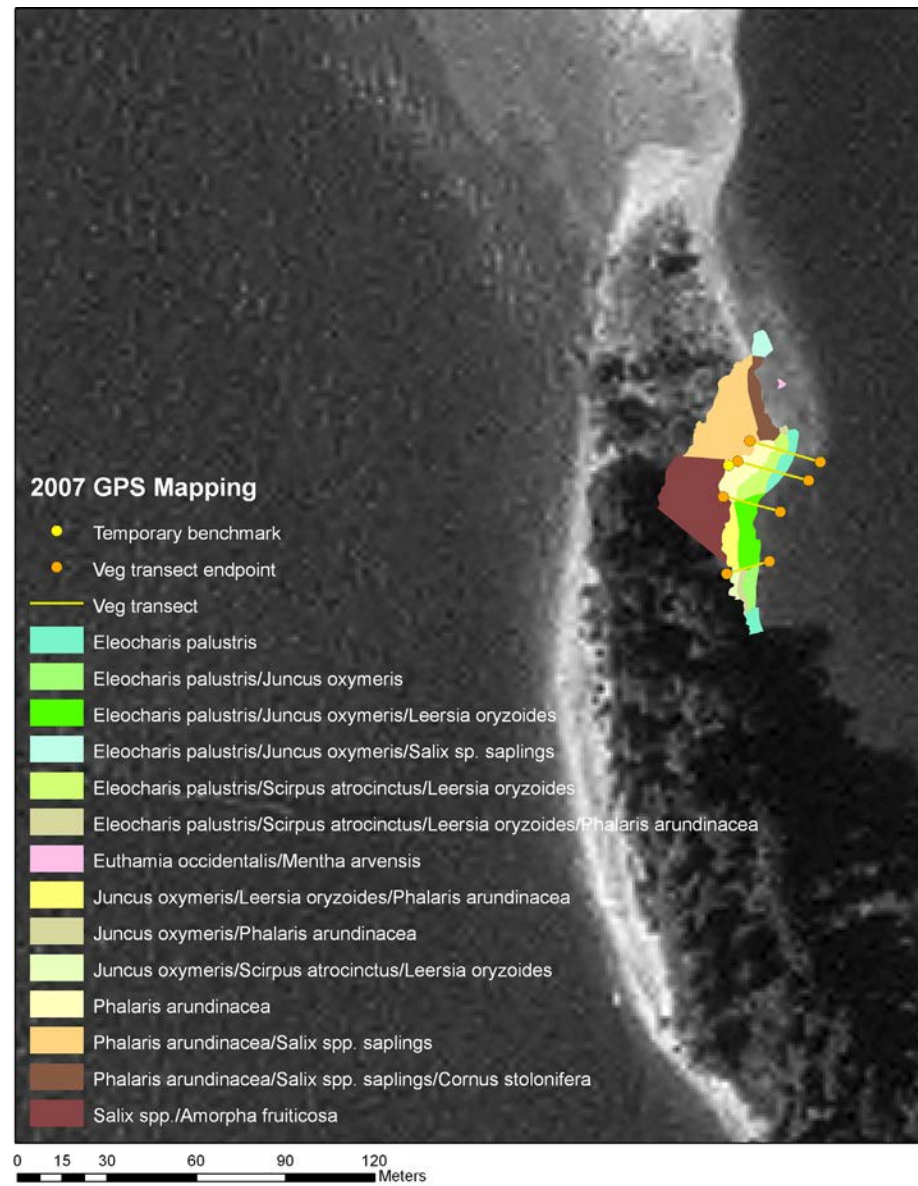 2007 GPS Mapping
Temporary benchmark
Veg transect endpoint
Veg transect
Eleocharis palustris
Eleocharis palustris/Juncus oxymeris
Eleocharis palustris/Juncus oxymeris/Leersia oryzoides
Eleocharis palustris/Juncus oxymeris/Salix sp. saplings
Eleocharis palustris/Scirpus atrocinctus/Leersia oryzoides
Eleocharis palustris/Scirpus atrocinctus/Leersia oryzoides/Phalaris arundinacea
Euthamia occidentalis/Mentha arvensis
Juncus oxymeris/Leersia oryzoides/Phalaris arundinacea
Juncus oxymeris/Phalaris arundinacea
Juncus oxymeris/Scirpus atrocinctus/Leersia oryzoides
Phalaris arundinacea
Phalaris arundinacea/Salix spp. saplings
Phalaris arundinacea/Salix spp. saplings/Cornus stolonifera
Salix spp./Amorpha fruiticosa
0 15 30 60 90 120
Meters